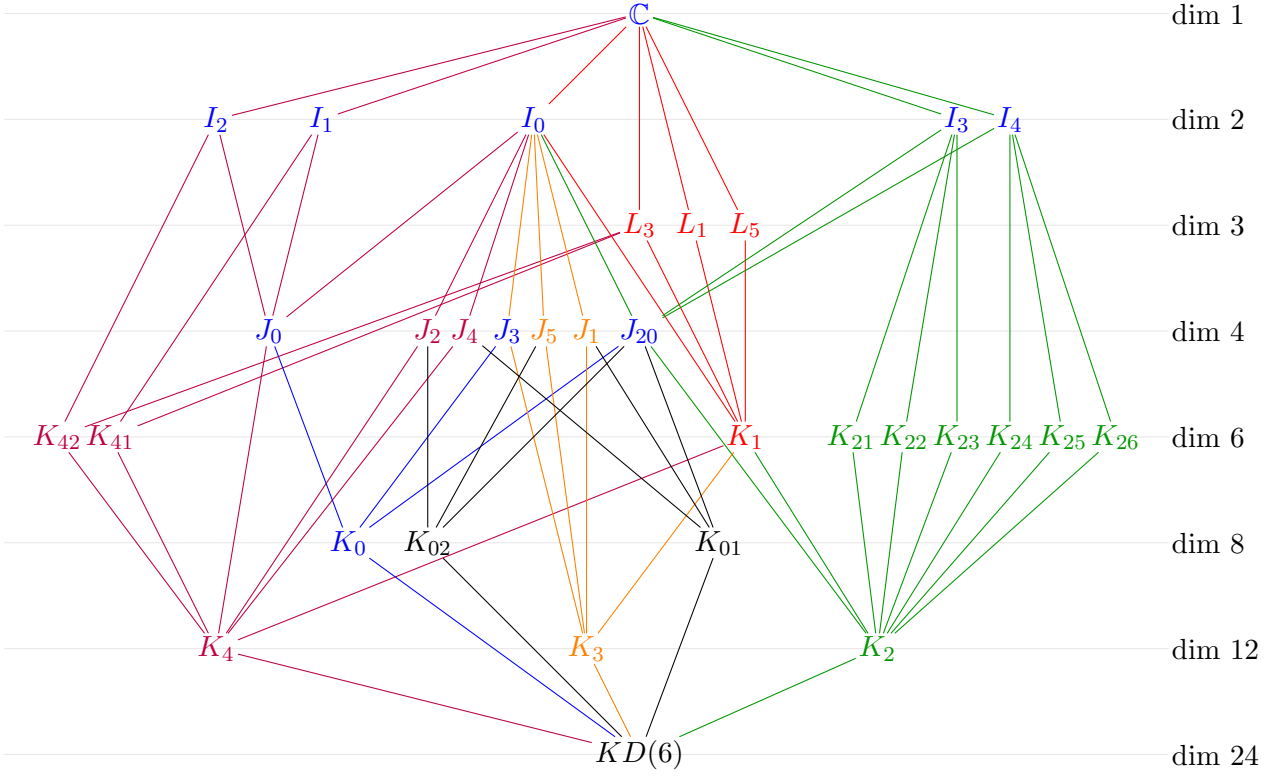 ℂ dim 1
I₂ I₁ I₀ I₃ I₄ dim 2
L₃ L₁ L₅ dim 3
J₀ J₂ J₄ J₃ J₅ J₁ J₂₀ dim 4
K₄₂ K₄₁ K₁ K₂₁ K₂₂ K₂₃ K₂₄ K₂₅ K₂₆ dim 6
K₀ K₀₂ K₀₁ dim 8
K₄ K₃ K₂ dim 12
KD(6) dim 24